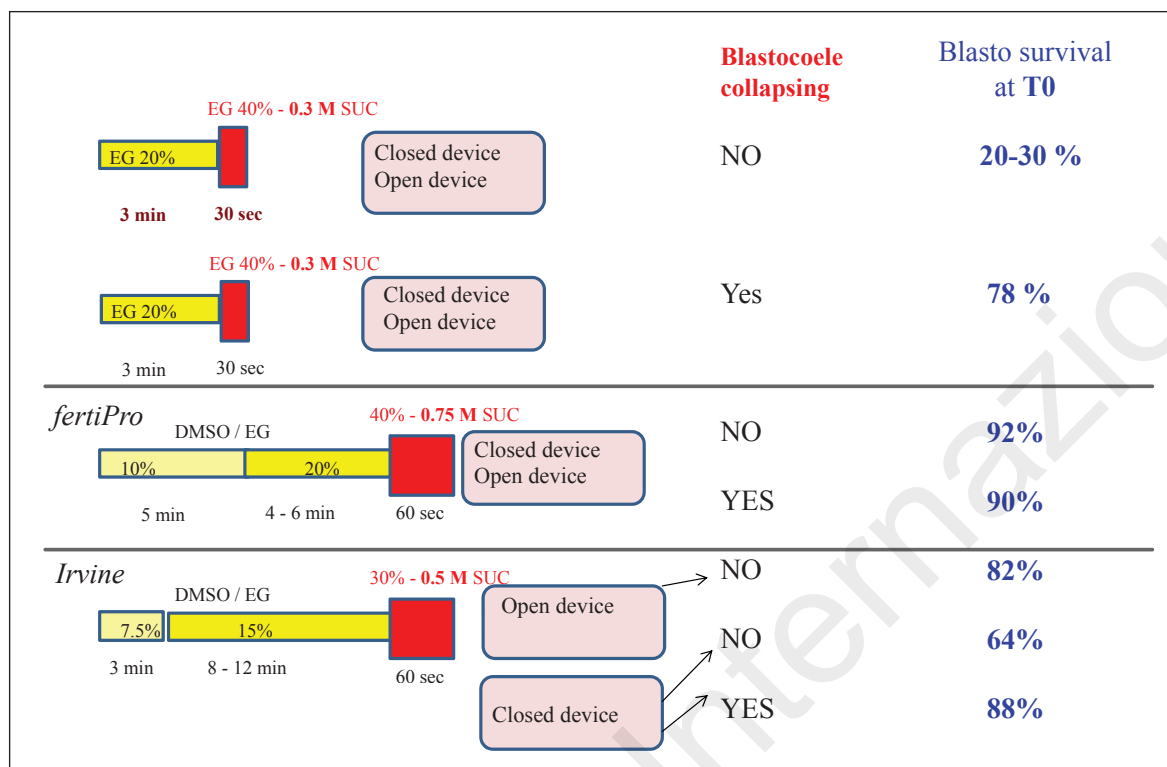 Blastocoele
collapsing
Blasto survival
at T0
EG 40% - 0.3 M SUC
EG 20%
3 min
30 sec
Closed device
Open device
NO
20-30 %
EG 40% - 0.3 M SUC
EG 20%
3 min
30 sec
Closed device
Open device
Yes
78 %
fertiPro
DMSO / EG
40% - 0.75 M SUC
10%
20%
5 min
4 - 6 min
60 sec
Closed device
Open device
NO
92%
YES
90%
Irvine
DMSO / EG
30% - 0.5 M SUC
7.5%
15%
3 min
8 - 12 min
60 sec
Open device
NO
82%
NO
64%
Closed device
YES
88%
Internazio